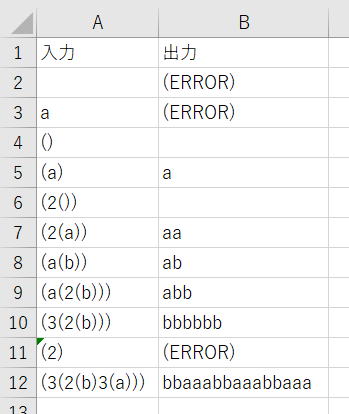 A B
1 入力 出力
2 (ERROR)
3 a (ERROR)
4 ()
5 (a) a
6 (2())
7 (2(a)) aa
8 (a(b)) ab
9 (a(2(b))) abb
10 (3(2(b))) bbbbbb
11 (2) (ERROR)
12 (3(2(b)3(a))) bbaaabbaaabbaaa
13